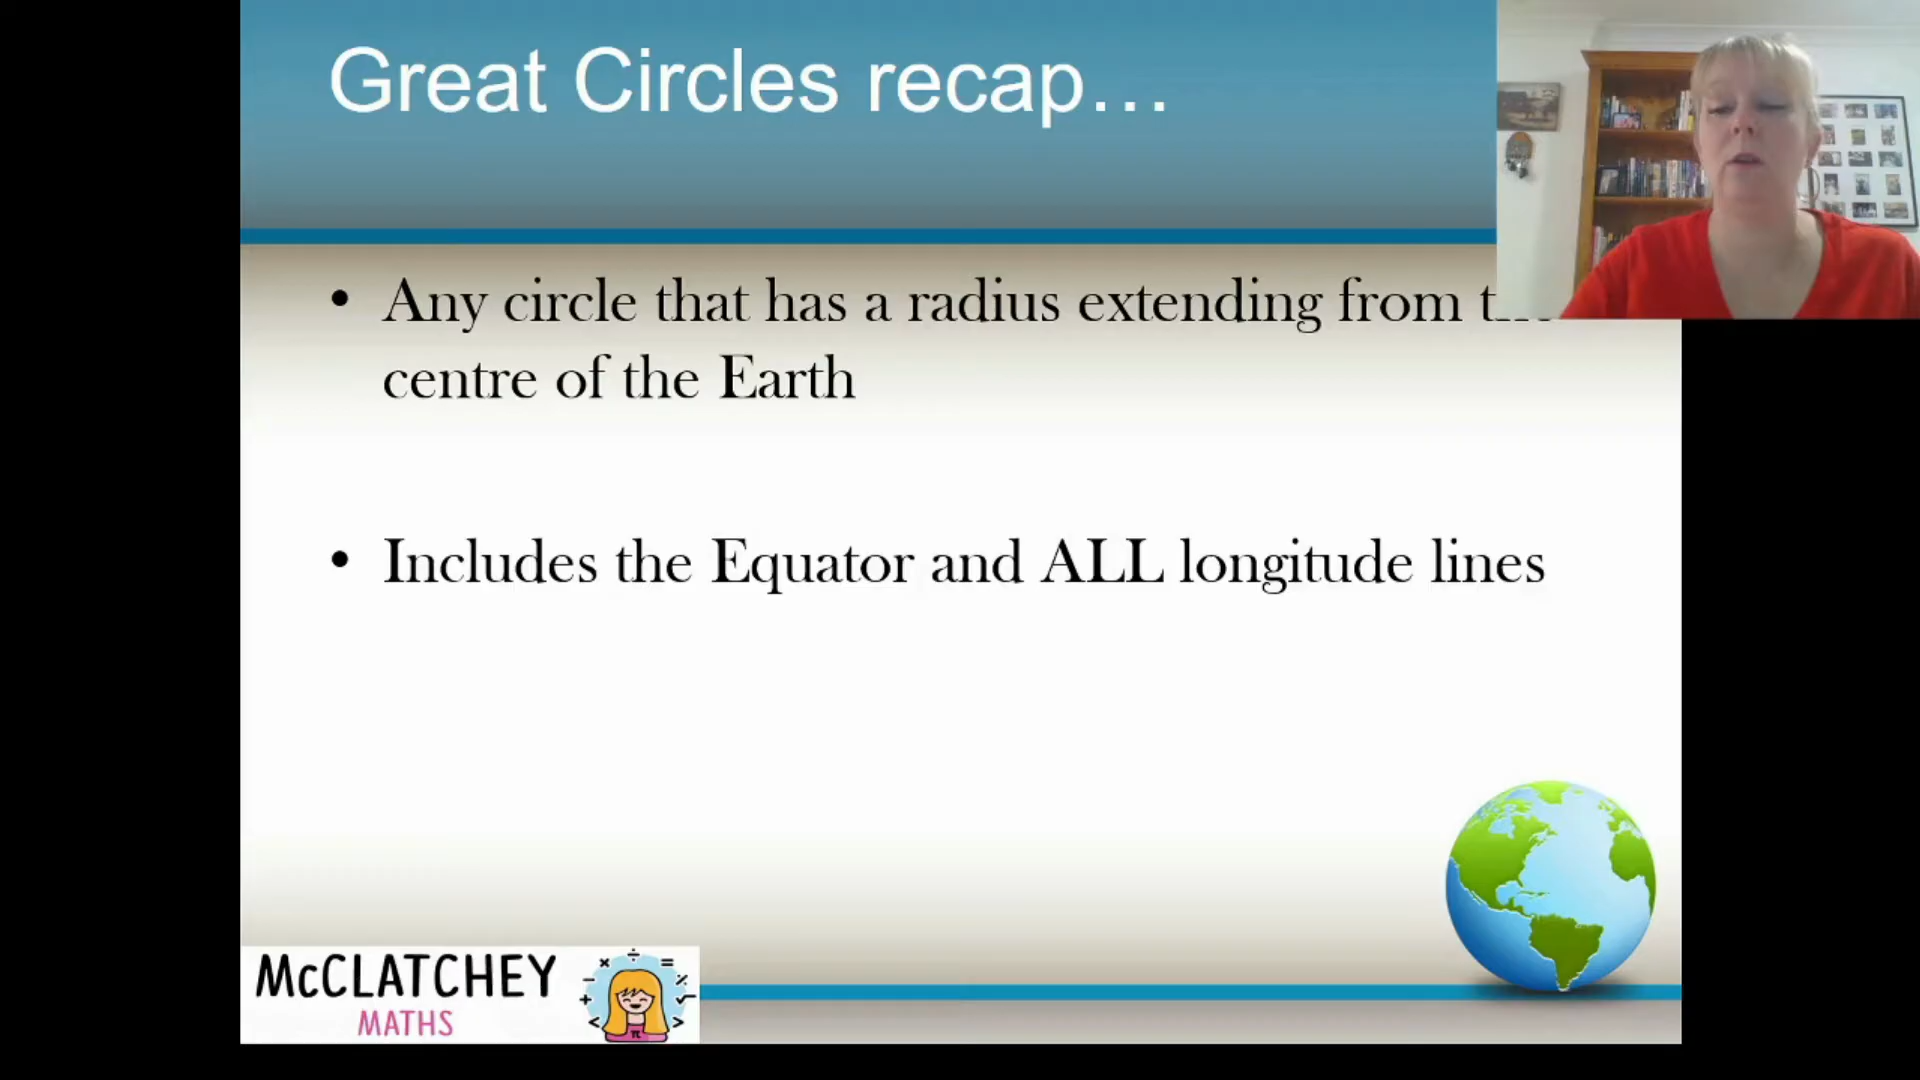 Great Circles recap…
• Any circle that has a radius extending from
centre of the Earth
• Includes the Equator and ALL longitude lines
McCLATCHEY
MATHS